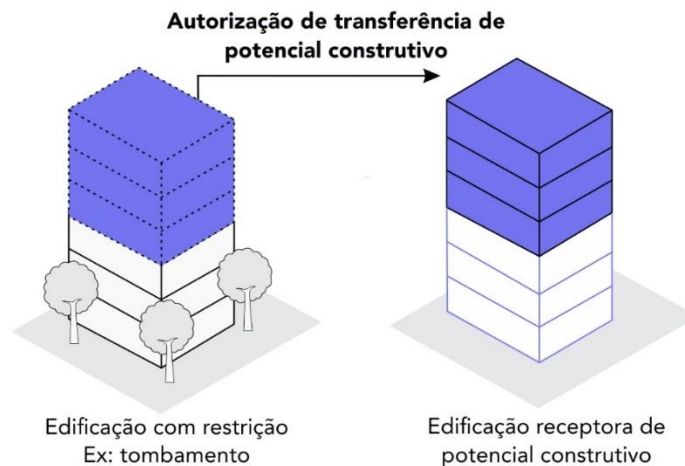 Autorização de transferência de
potencial construtivo
Edificação com restrição
Ex: tombamento
Edificação receptora de
potencial construtivo